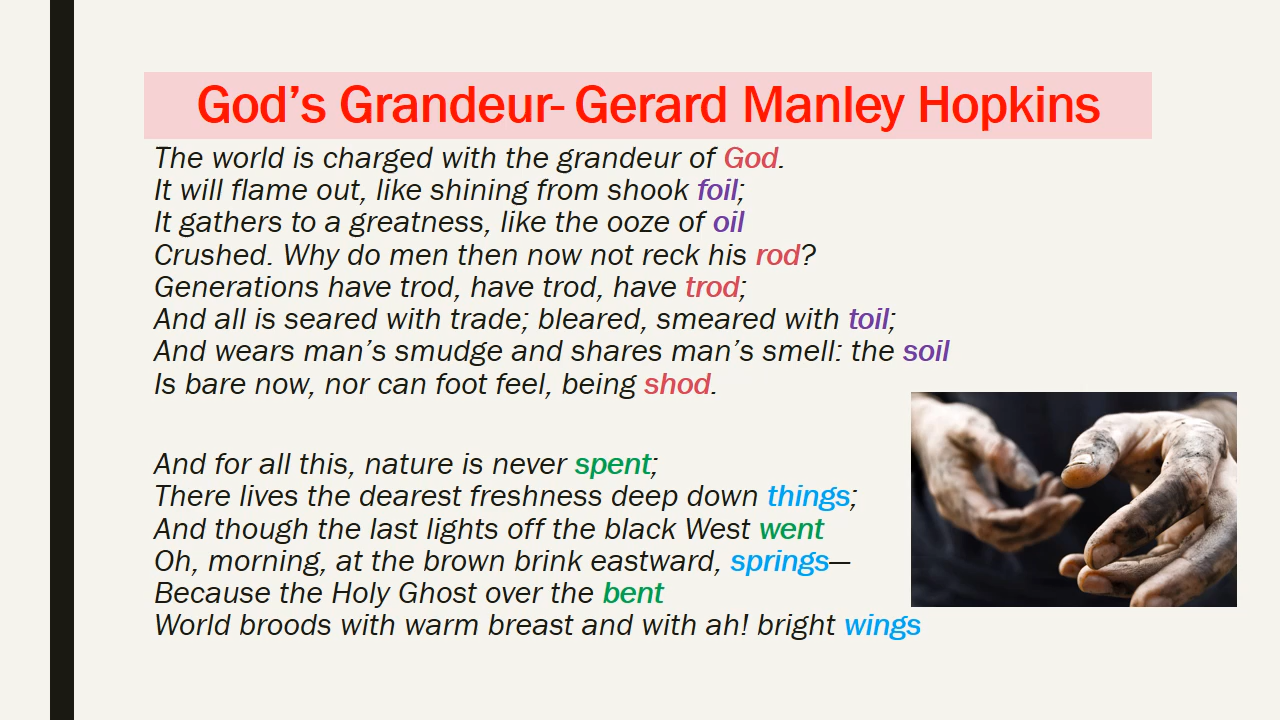 God’s Grandeur- Gerard Manley Hopkins
The world is charged with the grandeur of God.
It will flame out, like shining from shook foil;
It gathers to a greatness, like the ooze of oil
Crushed. Why do men then now not reck his rod?
Generations have trod, have trod, have trod;
And all is seared with trade; bleared, smeared with toil;
And wears man’s smudge and shares man’s smell: the soil
Is bare now, nor can foot feel, being shod.
And for all this, nature is never spent;
There lives the dearest freshness deep down things;
And though the last lights off the black West went
Oh, morning, at the brown brink eastward, springs—
Because the Holy Ghost over the bent
World broods with warm breast and with ah! bright wings